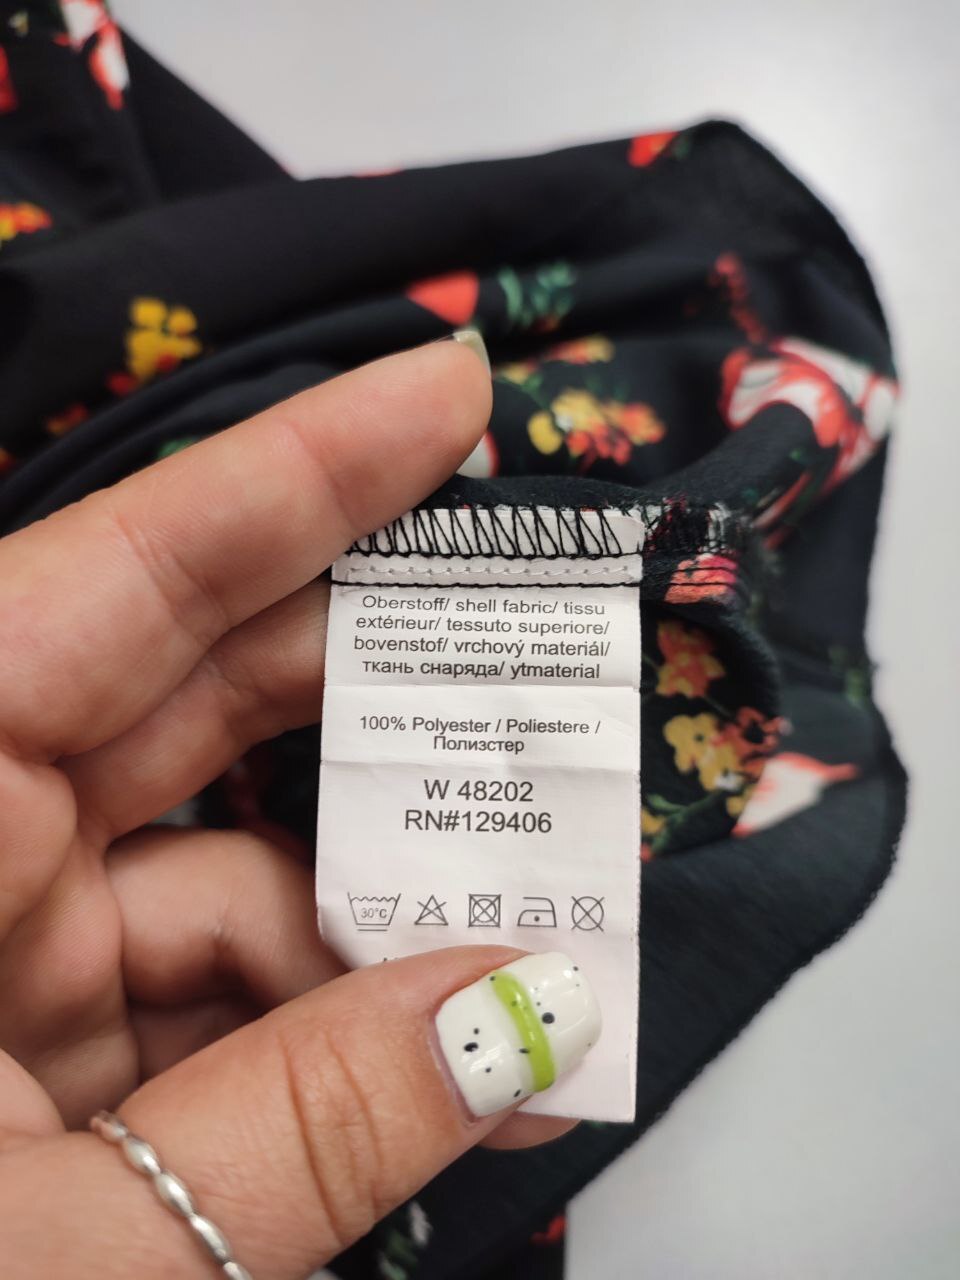 Oberstoff/ shell fabric/ tissu
extérieur/ tessuto superiore/
bovenstof/ vrchový materiál/
ткань снаряда/ ytmaterial
100% Polyester / Poliestere /
Полиэстер
W 48202
RN#129406
30°C